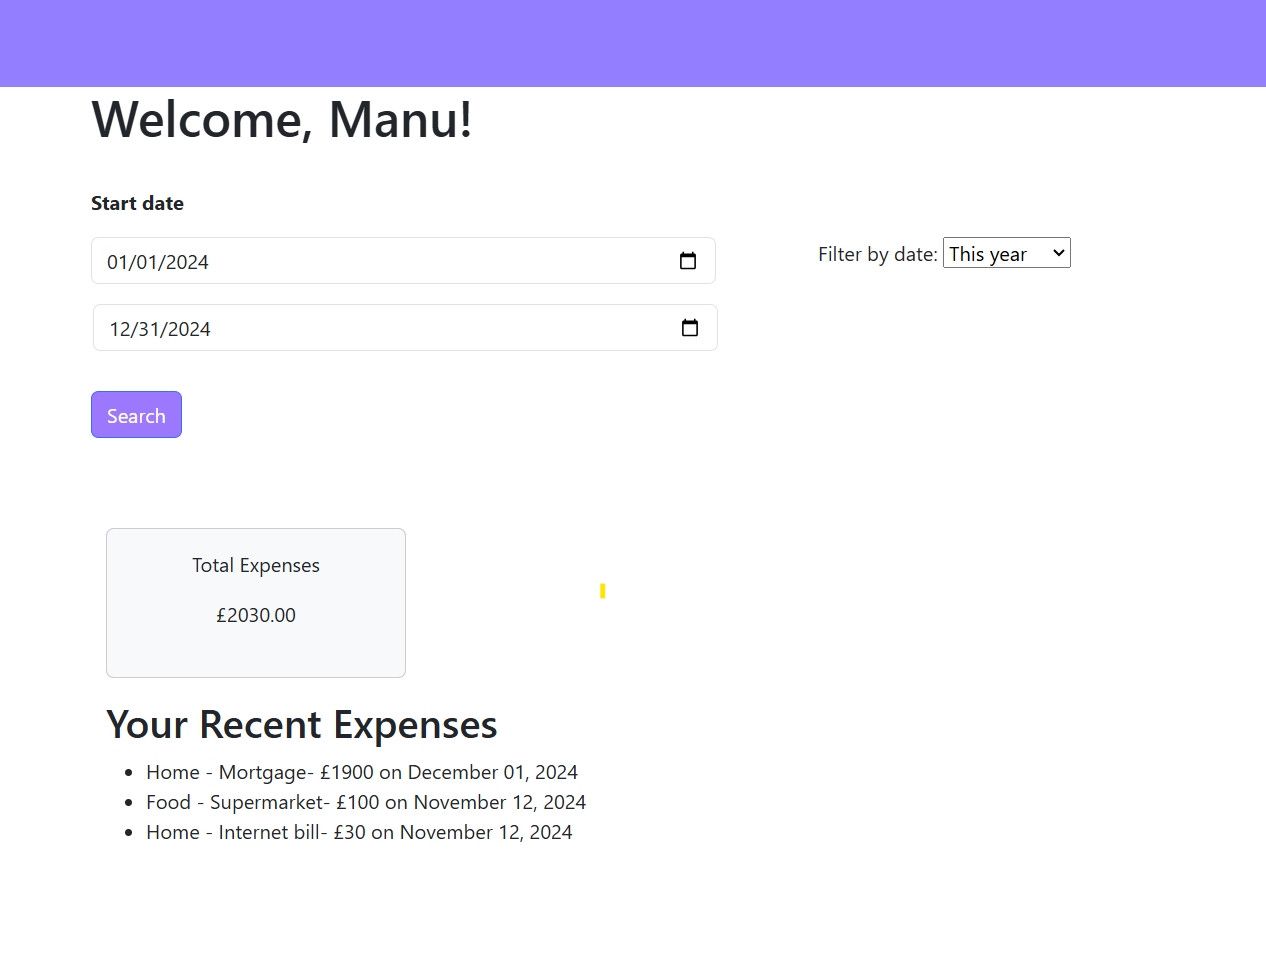 Welcome, Manu!
Start date
01/01/2024
Filter by date: This year
12/31/2024
Search
Total Expenses
£2030.00
Your Recent Expenses
Home - Mortgage- £1900 on December 01, 2024
Food - Supermarket- £100 on November 12, 2024
Home - Internet bill- £30 on November 12, 2024